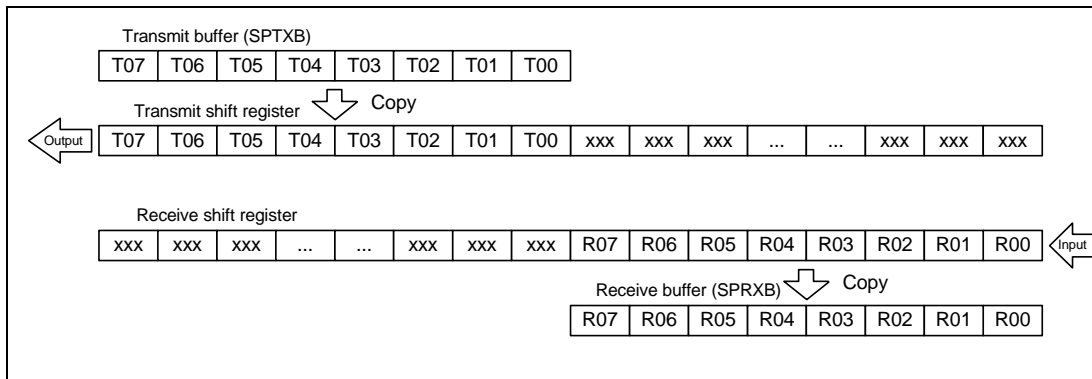 Transmit buffer (SPTXB)
T07 T06 T05 T04 T03 T02 T01 T00
Copy
Transmit shift register
Output T07 T06 T05 T04 T03 T02 T01 T00 xxx xxx xxx ... ... xxx xxx xxx
Receive shift register
xxx xxx xxx ... ... xxx xxx xxx R07 R06 R05 R04 R03 R02 R01 R00 Input
Copy
Receive buffer (SPRXB)
R07 R06 R05 R04 R03 R02 R01 R00